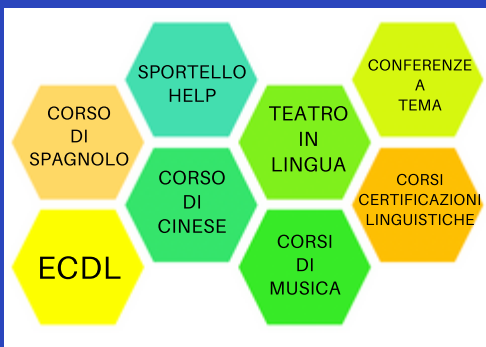 CORSO
DI
SPAGNOLO
SPORTELLO
HELP
TEATRO
IN
LINGUA
CONFERENZE
A
TEMA
ECDL
CORSO
DI
CINESE
CORSI
DI
MUSICA
CORSI
CERTIFICAZIONI
LINGUISTICHE